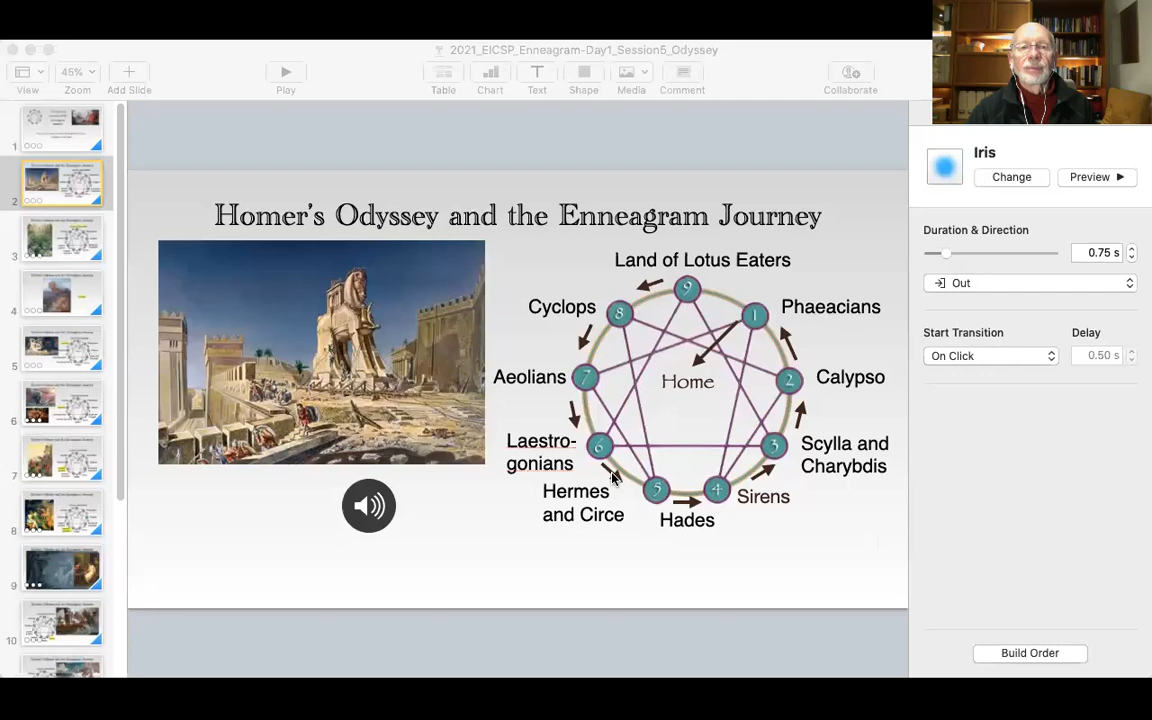 2021_EICSP_Enneagram-Day1_Session5_Odyssey
45%
View
Zoom
Add Slide
Play
Table
Chart
Text
Shape
Media
Comment
Collaborate
1
2
3
4
5
6
7
8
9
10
Homer's Odyssey and the Enneagram Journey
Land of Lotus Eaters
9
Cyclops
8
1
Phaeacians
Aeolians
7
Home
2
Calypso
Laestro-
gonians
6
3
Scylla and
Charybdis
Hermes
and Circe
5
4
Sirens
Hades
Iris
Change
Preview
Duration & Direction
0.75 s
Out
Start Transition
Delay
On Click
0.50 s
Build Order